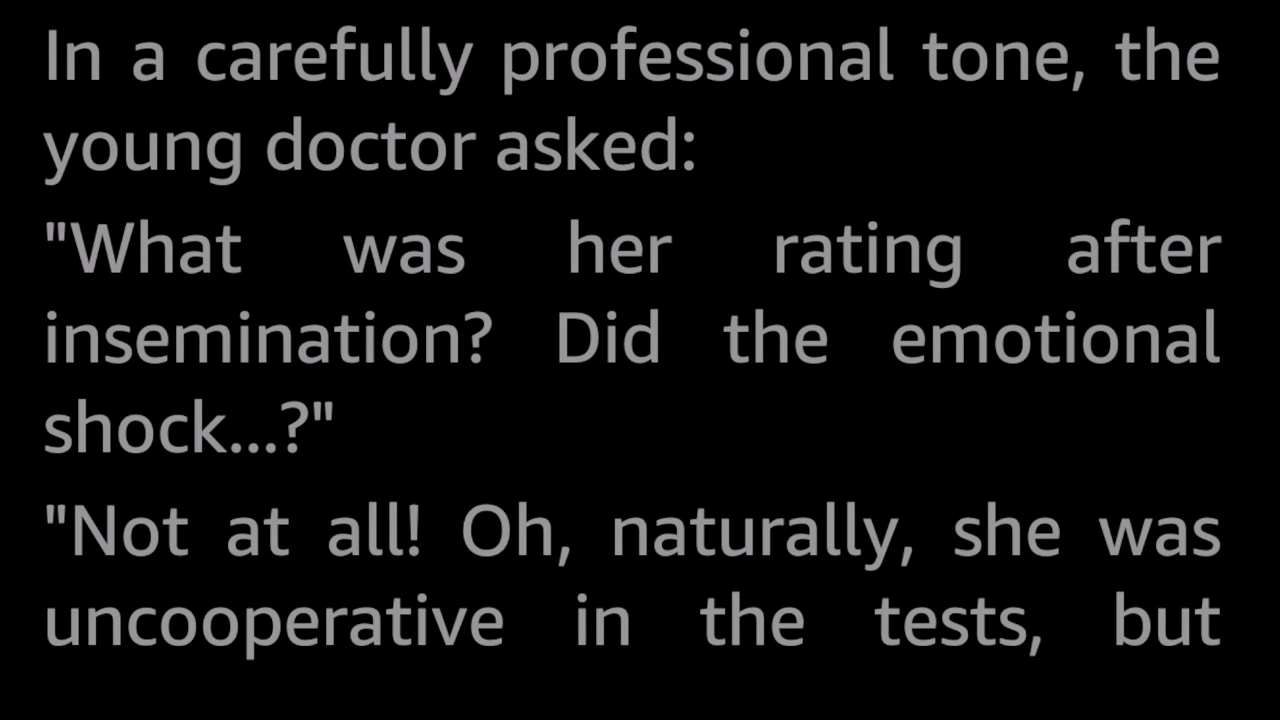 In a carefully professional tone, the
young doctor asked:
"What was her rating after
insemination? Did the emotional
shock...?"
"Not at all! Oh, naturally, she was
uncooperative in the tests, but